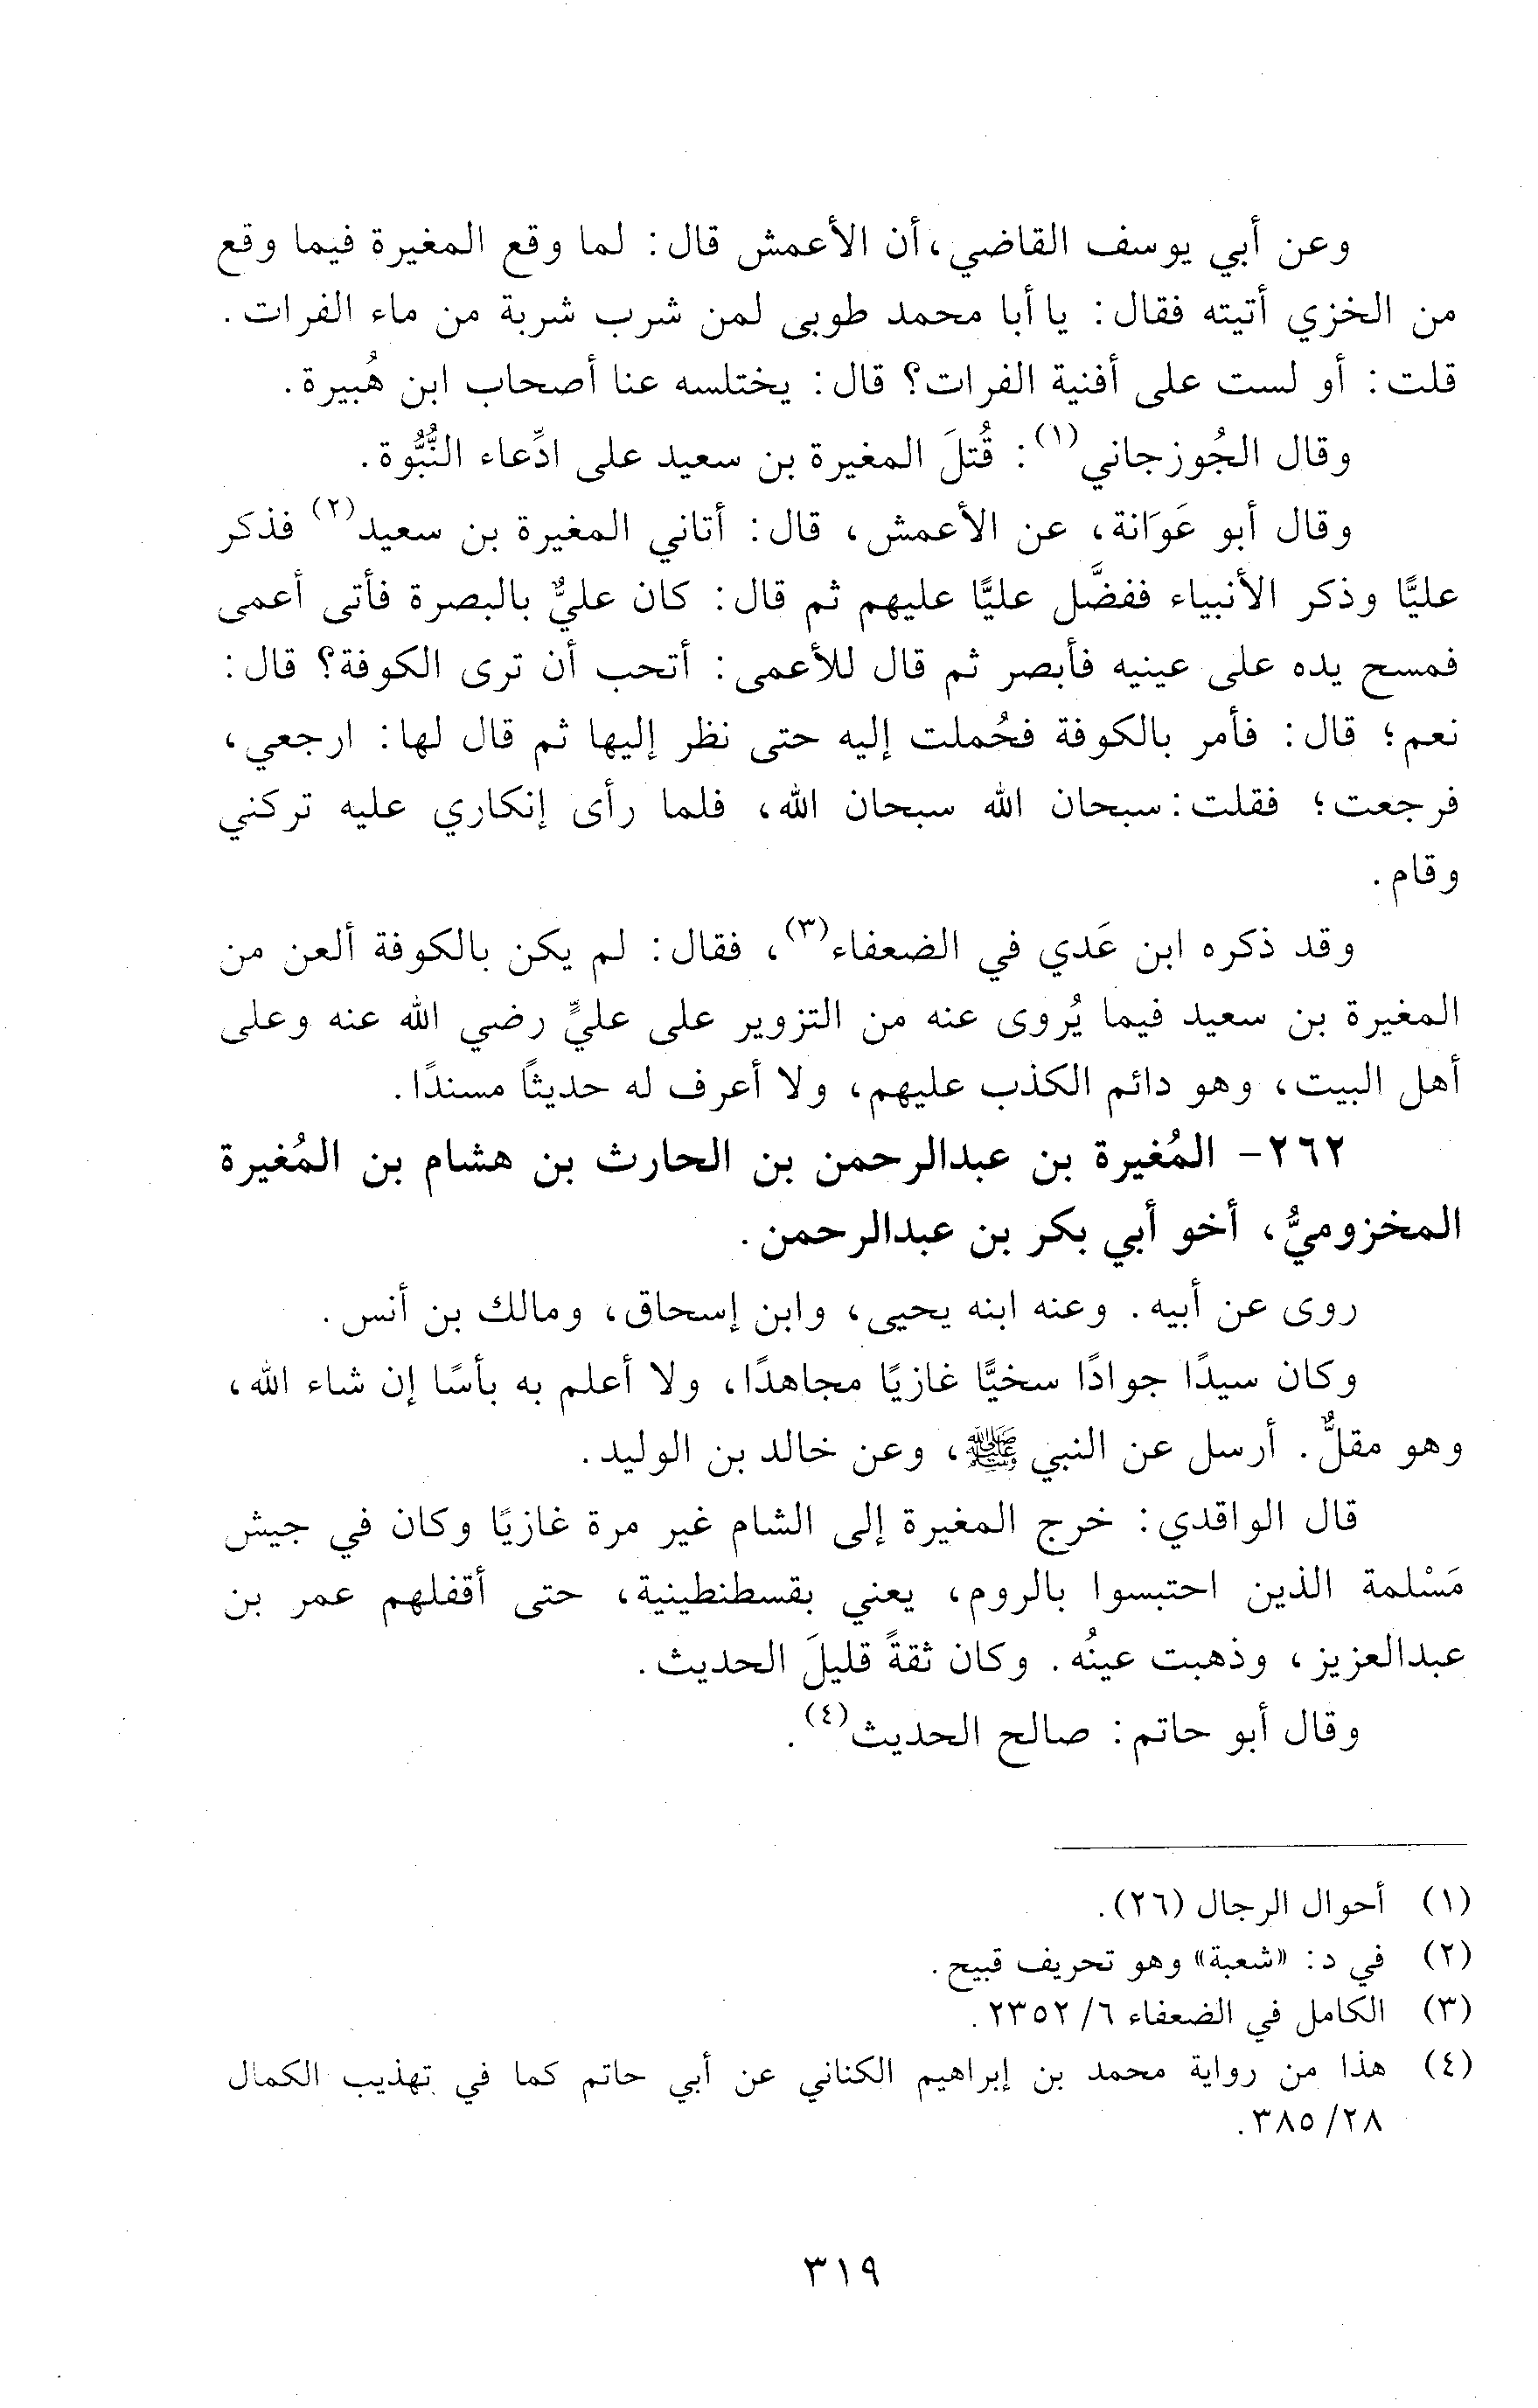 وعن أبي يوسف القاضي، أن الأعمش قال: لما وقع المغيرة فيما وقع
من الخزي أتيته فقال: يا أبا محمد طوبى لمن شرب شربة من ماء الفرات.
قلت: أو لست على أفنية الفرات؟ قال: يختلسه عنا أصحاب ابن هُبيرة.
وقال الجُوزجاني(١): قُتلَ المغيرة بن سعيد على ادِّعاء النُّبُّوة.
وقال أبو عَوَانة، عن الأعمش، قال: أتاني المغيرة بن سعيد(٢) فذكر
عليًّا وذكر الأنبياء ففضَّل عليًّا عليهم ثم قال: كان عليٌّ بالبصرة فأتى أعمى
فمسح يده على عينيه فأبصر ثم قال للأعمى: أتحب أن ترى الكوفة؟ قال:
نعم؛ قال: فأمر بالكوفة فحُملت إليه حتى نظر إليها ثم قال لها: ارجعي،
فرجعت؛ فقلت: سبحان الله سبحان الله، فلما رأى إنكاري عليه تركني
وقام.
وقد ذكره ابن عَدي في الضعفاء(٣)، فقال: لم يكن بالكوفة ألعن من
المغيرة بن سعيد فيما يُروى عنه من التزوير على عليٍّ رضي الله عنه وعلى
أهل البيت، وهو دائم الكذب عليهم، ولا أعرف له حديثًا مسندًا.
٢٦٢- المُغيرة بن عبدالرحمن بن الحارث بن هشام بن المُغيرة
المخزوميُّ، أخو أبي بكر بن عبدالرحمن.
روى عن أبيه. وعنه ابنه يحيى، وابن إسحاق، ومالك بن أنس.
وكان سيدًا جوادًا سخيًّا غازيًا مجاهدًا، ولا أعلم به بأسًا إن شاء الله،
وهو مقلٌّ. أرسل عن النبي ﷺ، وعن خالد بن الوليد.
قال الواقدي: خرج المغيرة إلى الشام غير مرة غازيًا وكان في جيش
مَسْلمة الذين احتبسوا بالروم، يعني بقسطنطينية، حتى أقفلهم عمر بن
عبدالعزيز، وذهبت عينُه. وكان ثقةً قليلَ الحديث.
وقال أبو حاتم: صالح الحديث(٤).
(١) أحوال الرجال (٢٦).
(٢) في د: «شعبة» وهو تحريف قبيح.
(٣) الكامل في الضعفاء ٦/ ٢٣٥٢.
(٤) هذا من رواية محمد بن إبراهيم الكناني عن أبي حاتم كما في تهذيب الكمال
٢٨/ ٣٨٥.
٣١٩